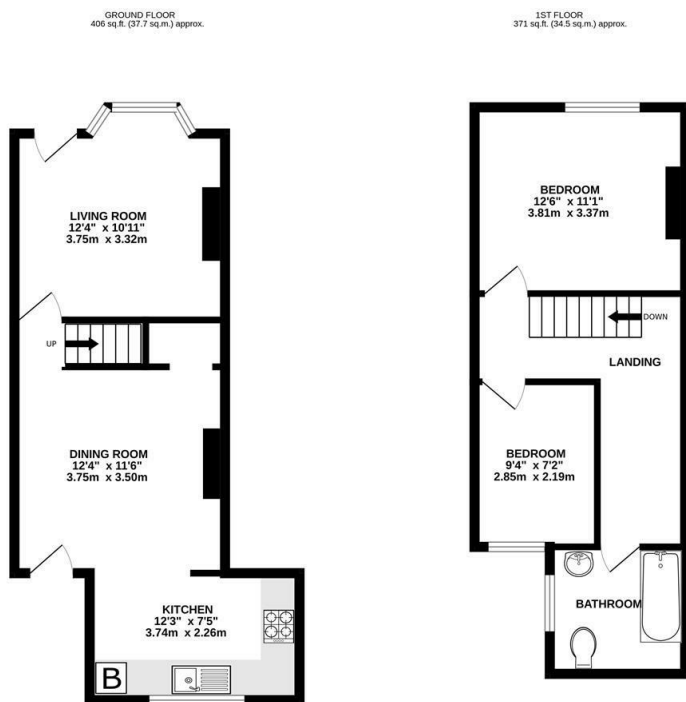 GROUND FLOOR
406 sq.ft. (37.7 sq.m.) approx.
1ST FLOOR
371 sq.ft. (34.5 sq.m.) approx.
LIVING ROOM
12'4" x 10'11"
3.75m x 3.32m
UP
DINING ROOM
12'4" x 11'6"
3.75m x 3.50m
KITCHEN
12'3" x 7'5"
3.74m x 2.26m
B
BEDROOM
12'6" x 11'1"
3.81m x 3.37m
DOWN
LANDING
BEDROOM
9'4" x 7'2"
2.85m x 2.19m
BATHROOM